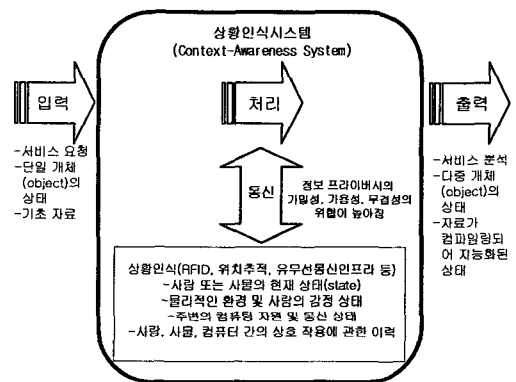 상황인식시스템
(Context-Awareness System)
입력
처리
출력
-서비스 요청
-단일 개체
(object)의
상태
-기초 자료
통신
정보 프라이버시의
기밀성, 가용성, 무결성의
위협이 높아짐
-서비스 분석
-다중 개체
(object)의
상태
-자료가
컴파일링되
어 지능화된
상태
상황인식(RFID, 위치추적, 유무선통신인프라 등)
-사람 또는 사물의 현재 상태(state)
-물리적인 환경 및 사람의 감정 상태
-주변의 컴퓨팅 자원 및 통신 상태
-사람, 사물, 컴퓨터 간의 상호 작용에 관한 이력